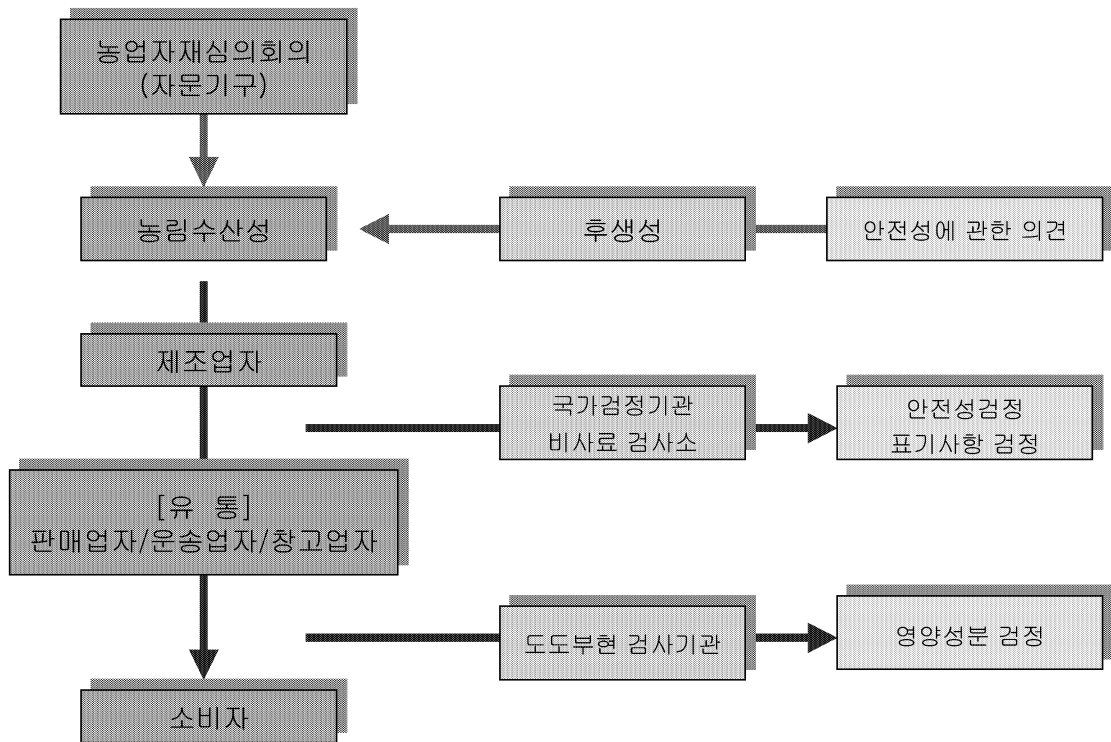 농업자재심의회의
(자문기구)
농림수산성
후생성
안전성에 관한 의견
제조업자
국가검정기관
비사료 검사소
안전성검정
표기사항 검정
[유 통]
판매업자/운송업자/창고업자
도도부현 검사기관
영양성분 검정
소비자